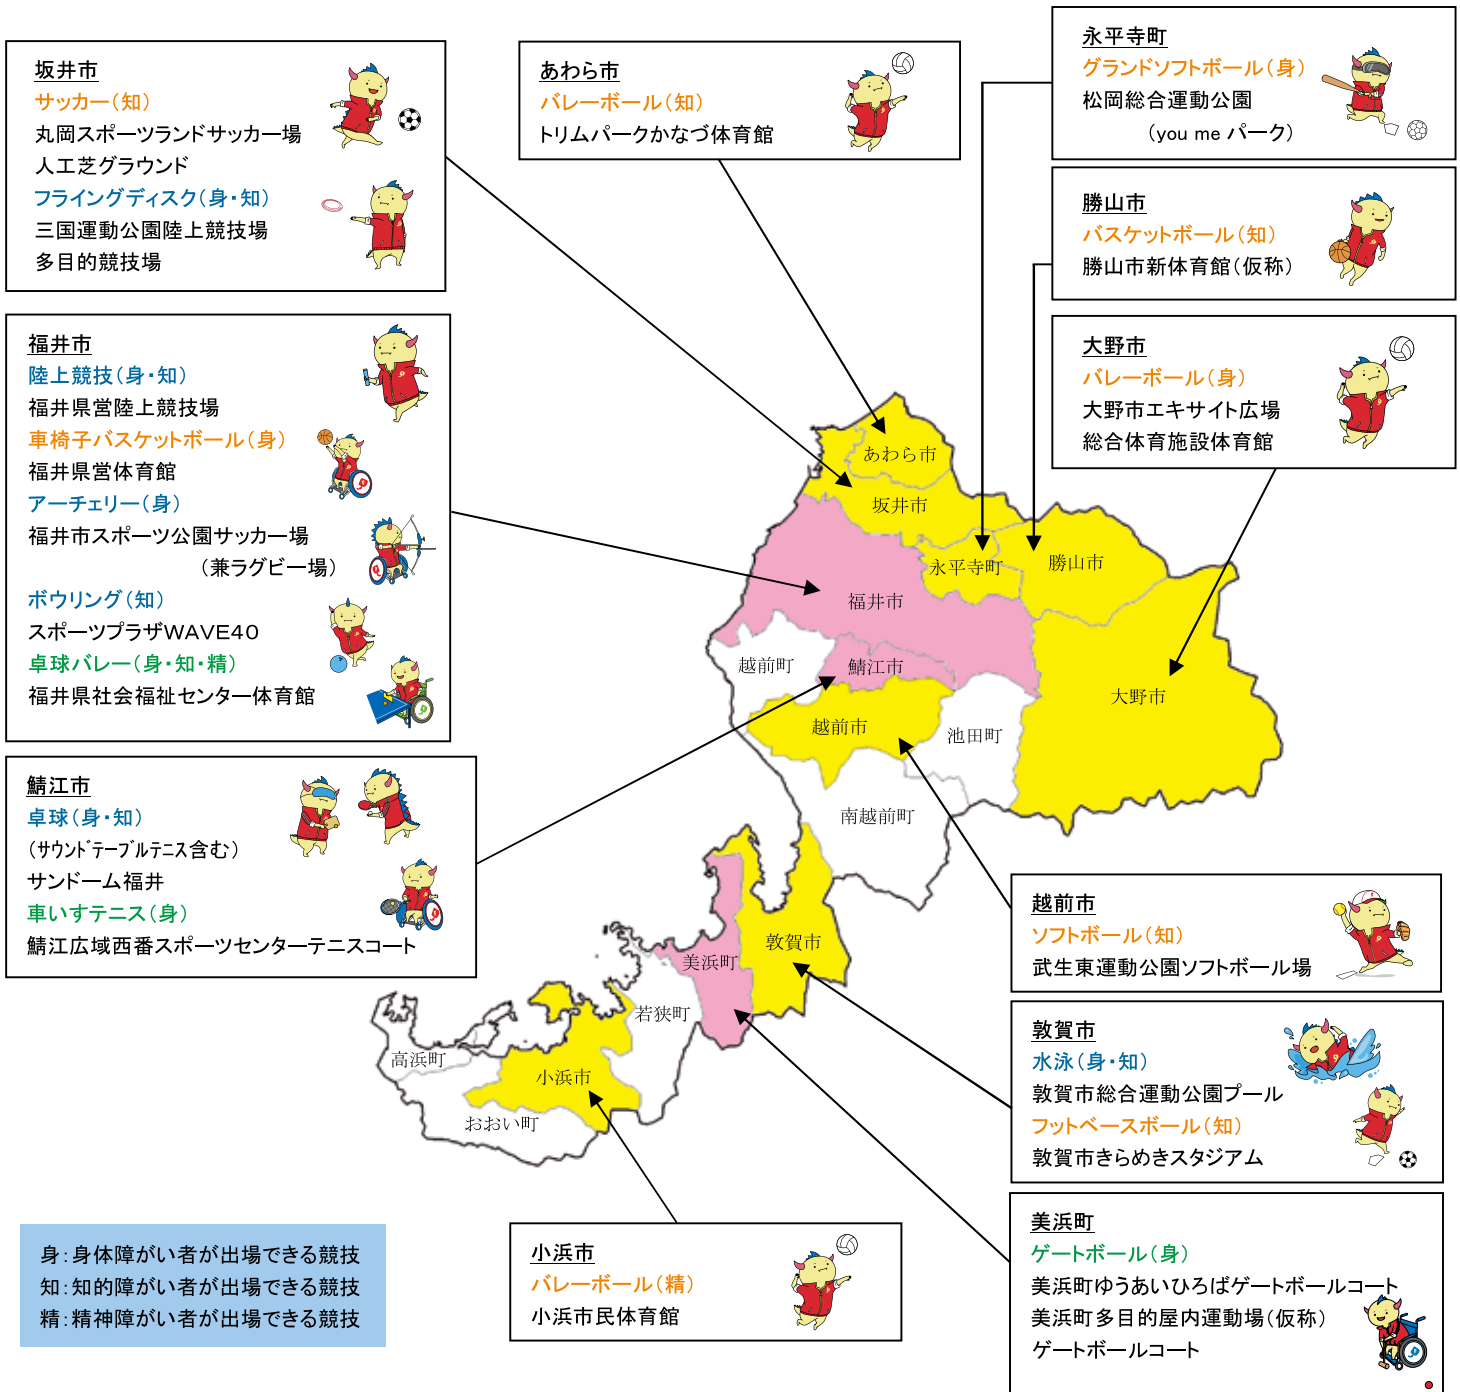 坂井市
サッカー（知）
丸岡スポーツランドサッカー場
人工芝グラウンド
フライングディスク（身・知）
三国運動公園陸上競技場
多目的競技場
あわら市
バレーボール（知）
トリムパークかなづ体育館
永平寺町
グランドソフトボール（身）
松岡総合運動公園
（you me パーク）
勝山市
バスケットボール（知）
勝山市新体育館（仮称）
大野市
バレーボール（身）
大野市エキサイト広場
総合体育施設体育館
福井市
陸上競技（身・知）
福井県営陸上競技場
車椅子バスケットボール（身）
福井県営体育館
アーチェリー（身）
福井市スポーツ公園サッカー場
（兼ラグビー場）
ボウリング（知）
スポーツプラザWAVE40
卓球バレー（身・知・精）
福井県社会福祉センター体育館
鯖江市
卓球（身・知）
（サウンドテーブルテニス含む）
サンドーム福井
車いすテニス（身）
鯖江広域西番スポーツセンターテニスコート
あわら市
坂井市
永平寺町
勝山市
福井市
越前町
鯖江市
大野市
越前市
池田町
南越前町
敦賀市
美浜町
若狭町
高浜町
小浜市
おおい町
越前市
ソフトボール（知）
武生東運動公園ソフトボール場
敦賀市
水泳（身・知）
敦賀市総合運動公園プール
フットベースボール（知）
敦賀市きらめきスタジアム
美浜町
ゲートボール（身）
美浜町ゆうあいひろばゲートボールコート
美浜町多目的屋内運動場（仮称）
ゲートボールコート
小浜市
バレーボール（精）
小浜市民体育館
身：身体障がい者が出場できる競技
知：知的障がい者が出場できる競技
精：精神障がい者が出場できる競技